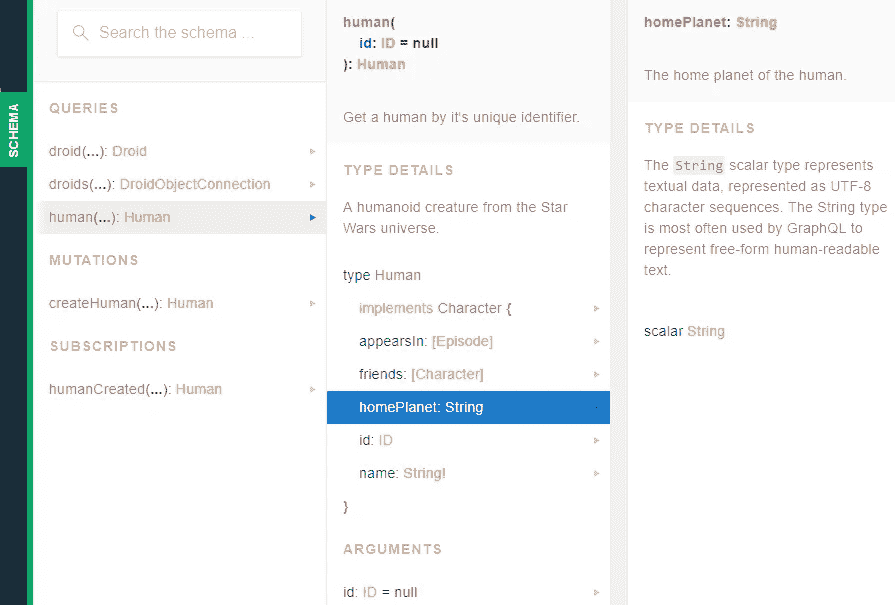 SCHEMA
Search the schema ...
QUERIES
droid(...): Droid
droids(...): DroidObjectConnection
human(...): Human
MUTATIONS
createHuman(...): Human
SUBSCRIPTIONS
humanCreated(...): Human
human(
id: ID = null
): Human
Get a human by it's unique identifier.
TYPE DETAILS
A humanoid creature from the Star
Wars universe.
type Human
implements Character {
appearsIn: [Episode]
friends: [Character]
homePlanet: String
id: ID
name: String!
}
ARGUMENTS
id: ID = null
homePlanet: String
The home planet of the human.
TYPE DETAILS
The String scalar type represents
textual data, represented as UTF-8
character sequences. The String type
is most often used by GraphQL to
represent free-form human-readable
text.
scalar String